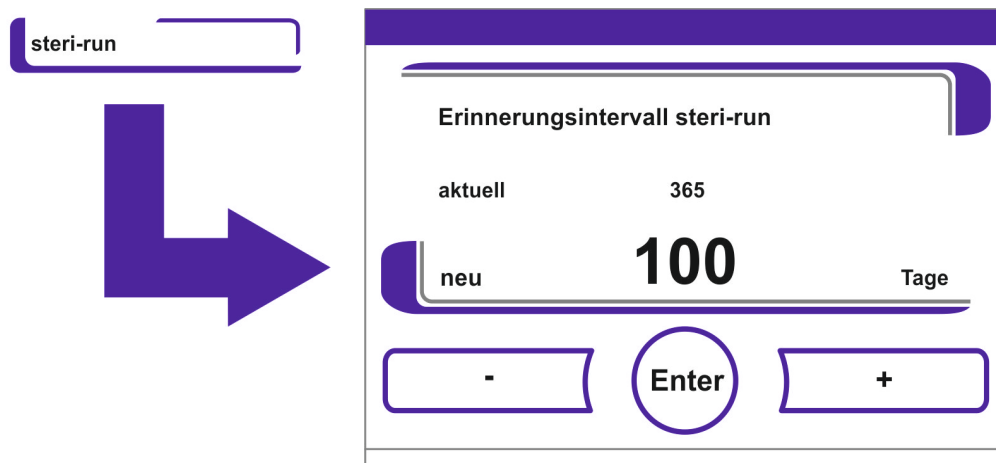 steri-run
Erinnerungsintervall steri-run
aktuell 365
neu 100 Tage
- Enter +